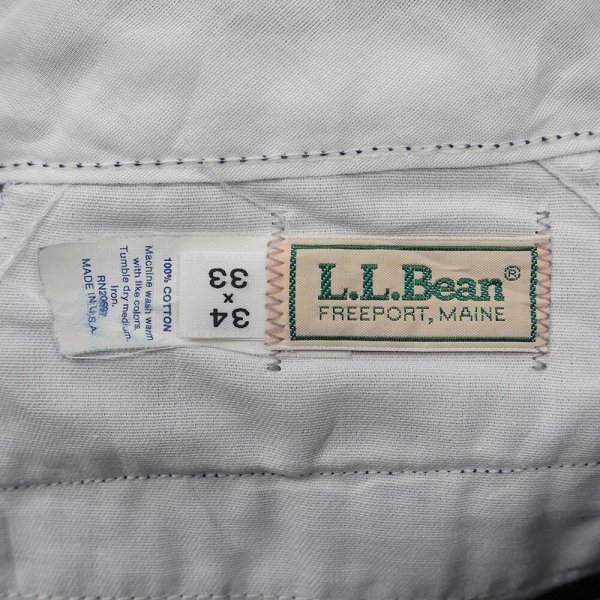 L.L.Bean®
FREEPORT, MAINE
34
x
33
100% COTTON
Machine wash warm
with like colors.
Tumble dry medium.
Iron.
MADE IN U.S.A.